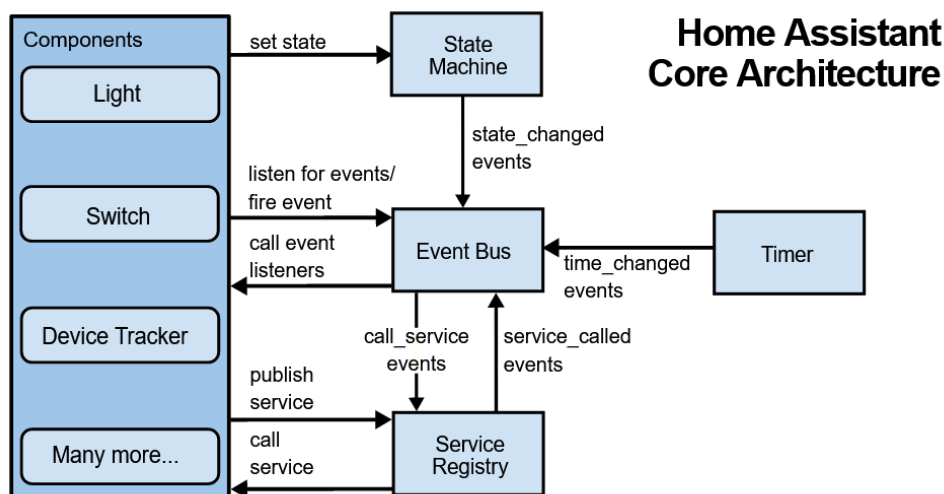 Home Assistant
Core Architecture
Components
Light
Switch
Device Tracker
Many more...
set state
State
Machine
state_changed
events
listen for events/
fire event
call event
listeners
Event Bus
time_changed
events
Timer
call_service
events
service_called
events
publish
service
call
service
Service
Registry